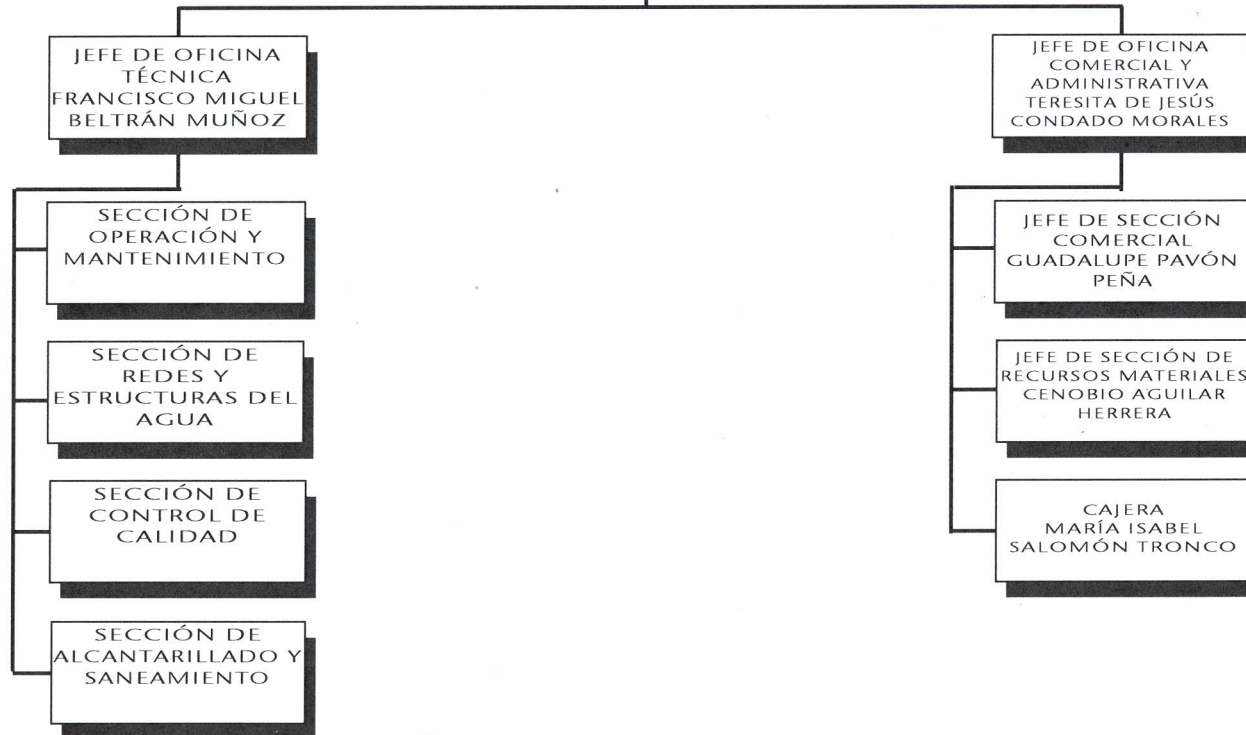 JEFE DE OFICINA
TÉCNICA
FRANCISCO MIGUEL
BELTRÁN MUÑOZ
SECCIÓN DE
OPERACIÓN Y
MANTENIMIENTO
SECCIÓN DE
REDES Y
ESTRUCTURAS DEL
AGUA
SECCIÓN DE
CONTROL DE
CALIDAD
SECCIÓN DE
ALCANTARILLADO Y
SANEAMIENTO
JEFE DE OFICINA
COMERCIAL Y
ADMINISTRATIVA
TERESITA DE JESÚS
CONDADO MORALES
JEFE DE SECCIÓN
COMERCIAL
GUADALUPE PAVÓN
PEÑA
JEFE DE SECCIÓN DE
RECURSOS MATERIALES
CENOBIO AGUILAR
HERRERA
CAJERA
MARÍA ISABEL
SALOMÓN TRONCO